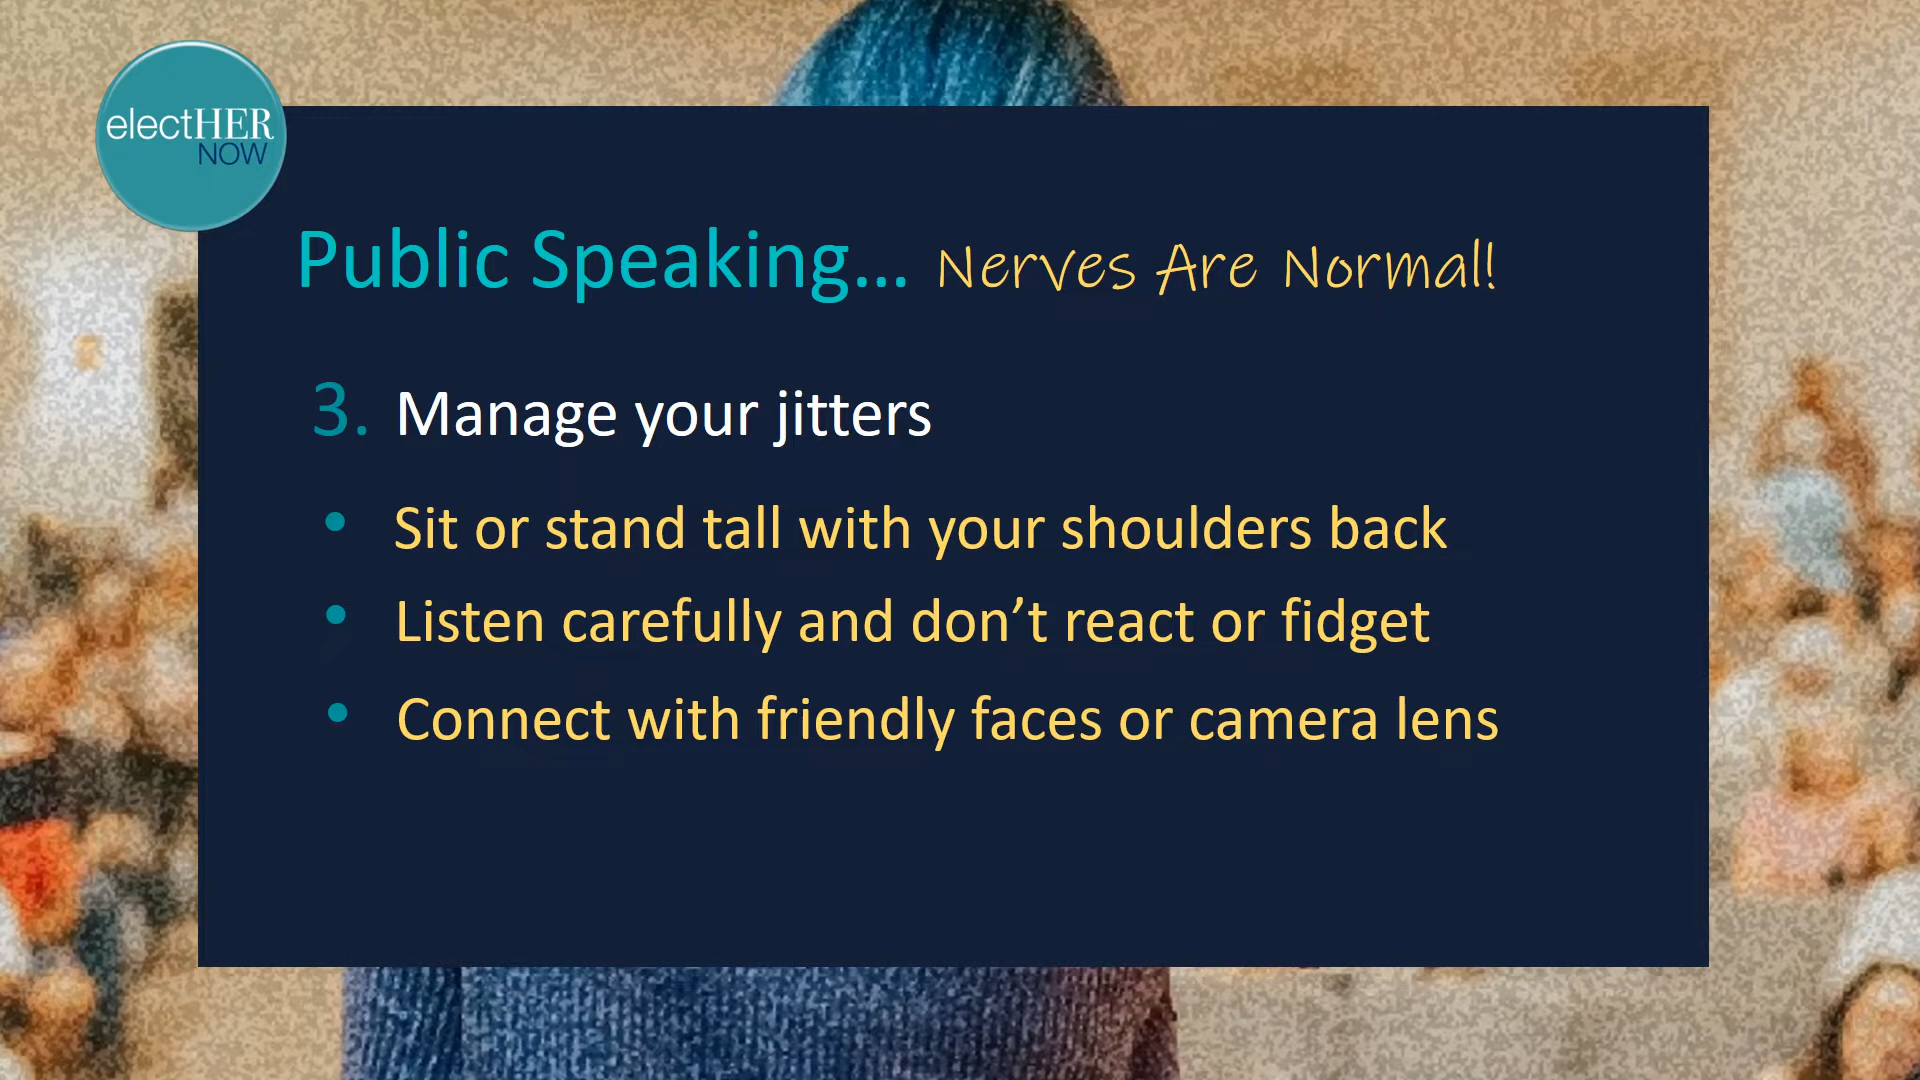 electHER
NOW
Public Speaking... Nerves Are Normal!
3. Manage your jitters
• Sit or stand tall with your shoulders back
• Listen carefully and don’t react or fidget
• Connect with friendly faces or camera lens